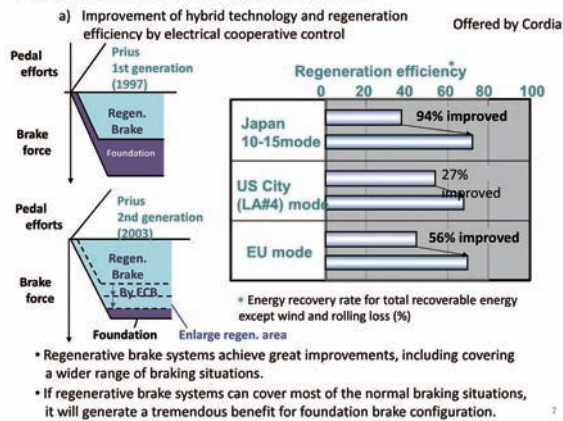 a) Improvement of hybrid technology and regeneration
efficiency by electrical cooperative control
Offered by Cordia
Pedal
efforts
Prius
1st generation
(1997)
Regen.
Brake
Foundation
Brake
force
Pedal
efforts
Prius
2nd generation
(2003)
Regen.
Brake
By ECB
Brake
force
Foundation
Enlarge regen. area
Regeneration efficiency*
0 20 40 60 80 100
Japan
10-15mode
94% improved
US City
(LA#4) mode
27%
improved
EU mode
56% improved
* Energy recovery rate for total recoverable energy
except wind and rolling loss (%)
• Regenerative brake systems achieve great improvements, including covering
a wider range of braking situations.
• If regenerative brake systems can cover most of the normal braking situations,
it will generate a tremendous benefit for foundation brake configuration.
7